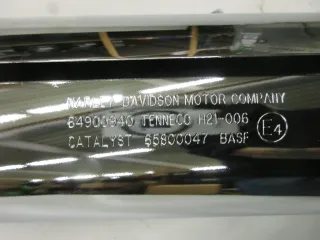 HARLEY-DAVIDSON MOTOR COMPANY
64900940 TENNECO H21-006
E4
CATALYST 65800047 BASF